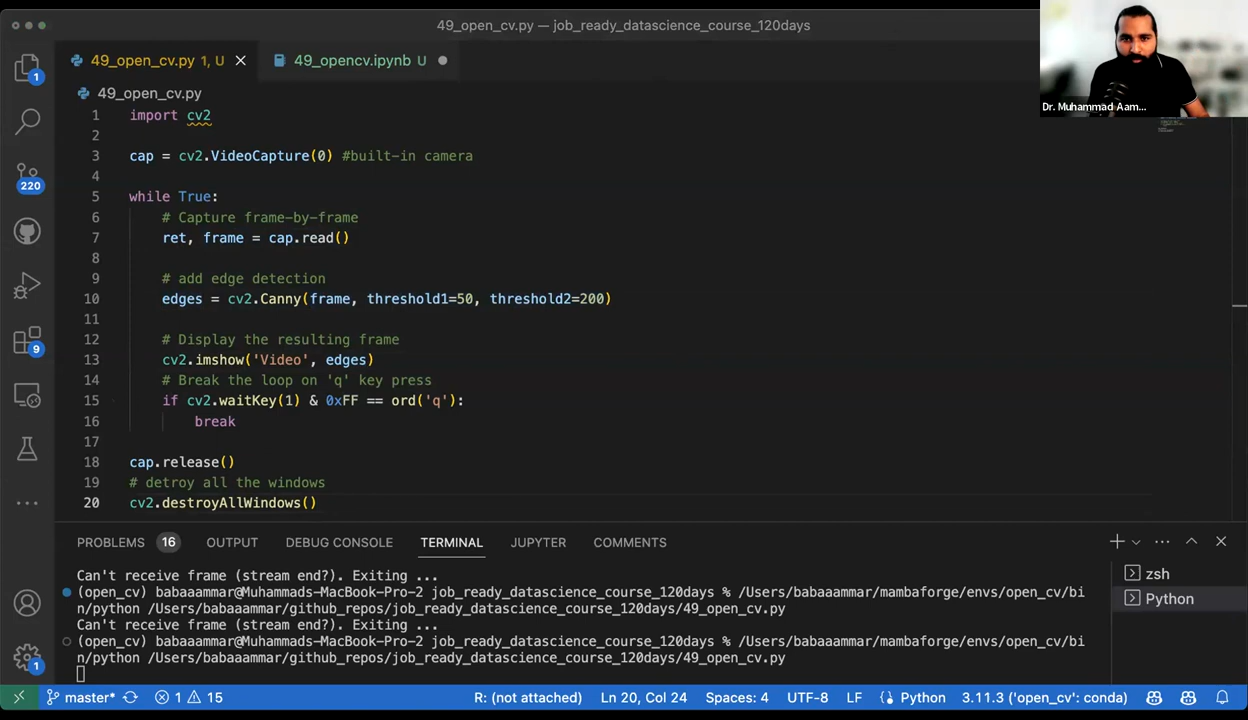 49_open_cv.py — job_ready_datascience_course_120days
49_open_cv.py 1, U
49_opencv.ipynb U
49_open_cv.py
1 import cv2
2
3 cap = cv2.VideoCapture(0) #built-in camera
4
5 while True:
6 # Capture frame-by-frame
7 ret, frame = cap.read()
8
9 # add edge detection
10 edges = cv2.Canny(frame, threshold1=50, threshold2=200)
11
12 # Display the resulting frame
13 cv2.imshow('Video', edges)
14 # Break the loop on 'q' key press
15 if cv2.waitKey(1) & 0xFF == ord('q'):
16 break
17
18 cap.release()
19 # detroy all the windows
20 cv2.destroyAllWindows()
Dr. Muhammad Aam...
1
220
9
1
PROBLEMS 16 OUTPUT DEBUG CONSOLE TERMINAL JUPYTER COMMENTS
Can't receive frame (stream end?). Exiting ...
(open_cv) babaaammar@Muhammads-MacBook-Pro-2 job_ready_datascience_course_120days % /Users/babaaammar/mambaforge/envs/open_cv/bi
n/python /Users/babaaammar/github_repos/job_ready_datascience_course_120days/49_open_cv.py
Can't receive frame (stream end?). Exiting ...
(open_cv) babaaammar@Muhammads-MacBook-Pro-2 job_ready_datascience_course_120days % /Users/babaaammar/mambaforge/envs/open_cv/bi
n/python /Users/babaaammar/github_repos/job_ready_datascience_course_120days/49_open_cv.py
zsh
Python
master* 1 15 R: (not attached) Ln 20, Col 24 Spaces: 4 UTF-8 LF Python 3.11.3 ('open_cv': conda)